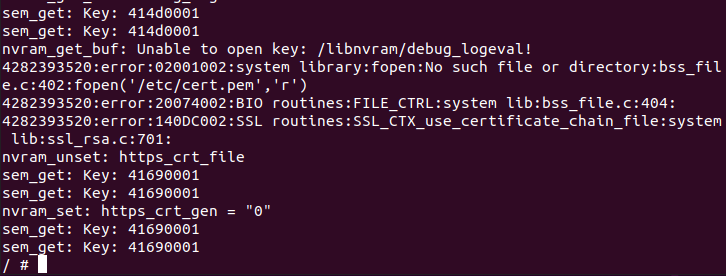 sem_get: Key: 414d0001
sem_get: Key: 414d0001
nvram_get_buf: Unable to open key: /libnvram/debug_logeval!
4282393520:error:02001002:system library:fopen:No such file or directory:bss_fil
e.c:402:fopen('/etc/cert.pem','r')
4282393520:error:20074002:BIO routines:FILE_CTRL:system lib:bss_file.c:404:
4282393520:error:140DC002:SSL routines:SSL_CTX_use_certificate_chain_file:system
 lib:ssl_rsa.c:701:
nvram_unset: https_crt_file
sem_get: Key: 41690001
sem_get: Key: 41690001
nvram_set: https_crt_gen = "0"
sem_get: Key: 41690001
sem_get: Key: 41690001
/ #